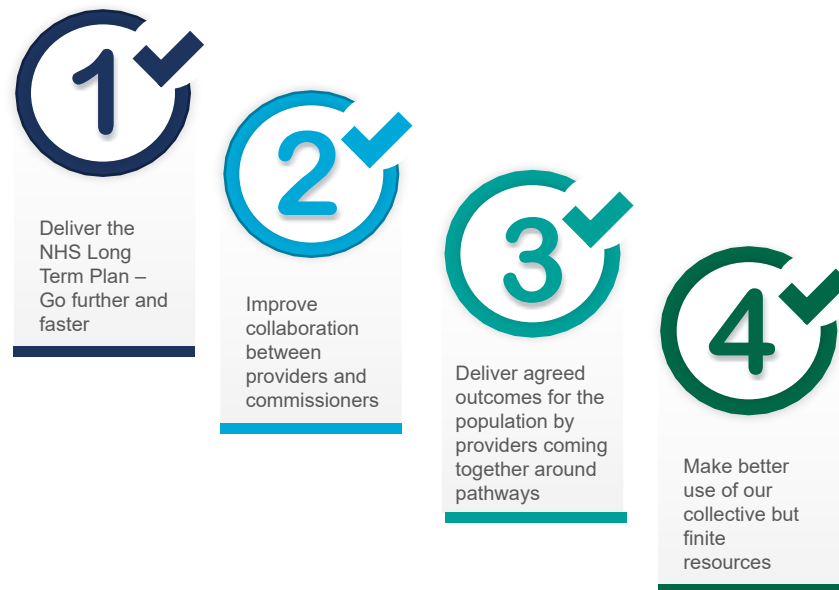 1
Deliver the
NHS Long
Term Plan –
Go further and
faster
2
Improve
collaboration
between
providers and
commissioners
3
Deliver agreed
outcomes for the
population by
providers coming
together around
pathways
4
Make better
use of our
collective but
finite
resources